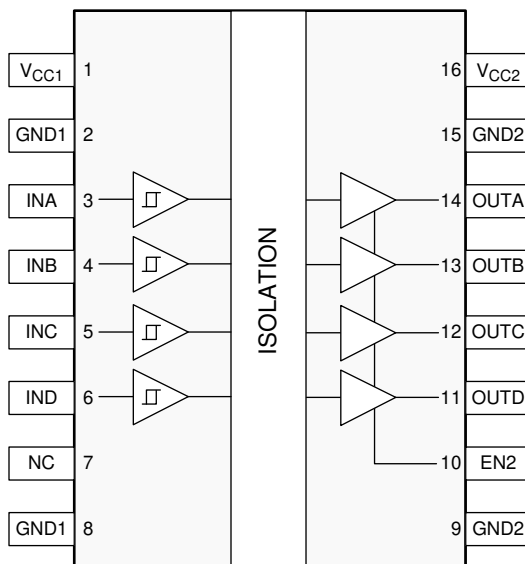 VCC1 1 16 VCC2
GND1 2 15 GND2
INA 3 14 OUTA
INB 4 13 OUTB
INC 5 12 OUTC
IND 6 11 OUTD
NC 7 10 EN2
GND1 8 9 GND2
ISOLATION